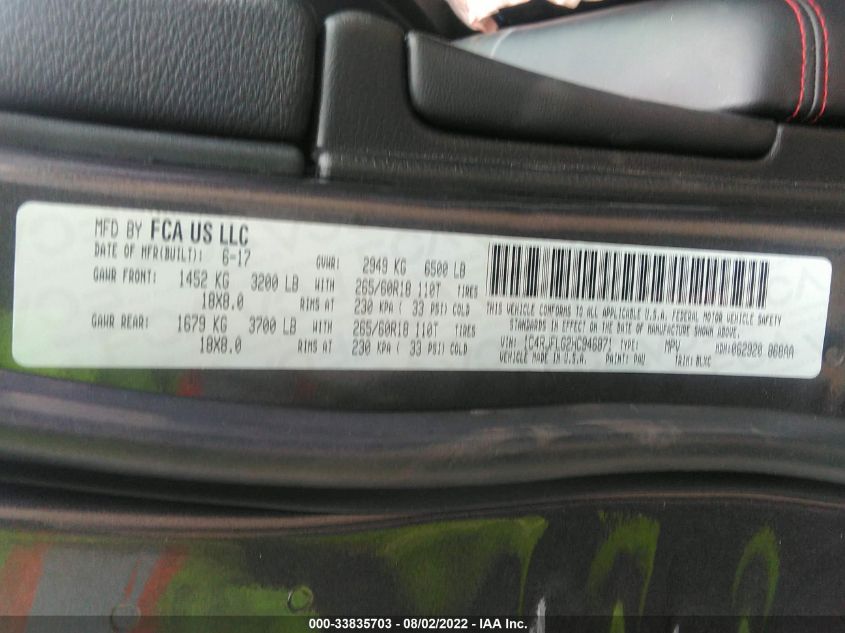 MFD BY FCA US LLC
DATE OF MFR(BUILT): 6-17 GVWR: 2949 KG 6500 LB
GAWR FRONT: 1452 KG 3200 LB WITH 265/60R18 110T TIRES
18X8.0 RIMS AT 230 KPA ( 33 PSI) COLD
GAWR REAR: 1679 KG 3700 LB WITH 265/60R18 110T TIRES
18X8.0 RIMS AT 230 KPA ( 33 PSI) COLD
THIS VEHICLE CONFORMS TO ALL APPLICABLE U.S.A. FEDERAL MOTOR VEHICLE SAFETY
STANDARDS IN EFFECT ON THE DATE OF MANUFACTURE SHOWN ABOVE.
VIN: TYPE: MPV MDH:
VEHICLE MADE IN U.S.A. PAINT: PAU TRIM: BLXC
000-33835703 - 08/02/2022 - IAA Inc.